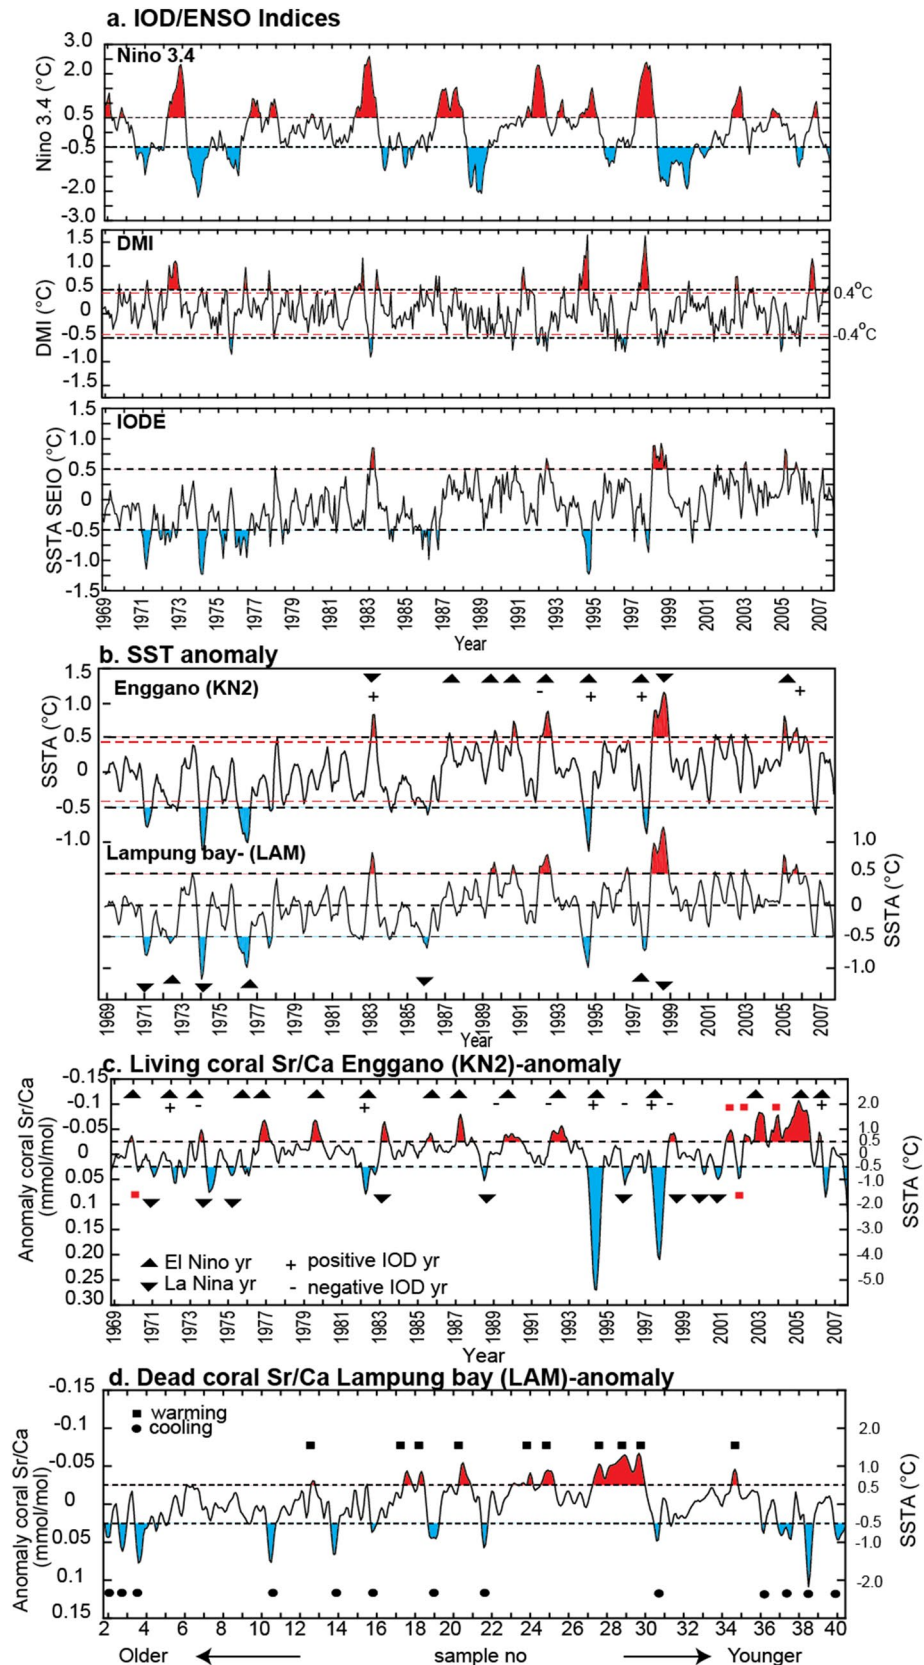 a. IOD/ENSO Indices
Nino 3.4
Nino 3.4 (°C)
3.0
2.0
0.5
0
-0.5
-2.0
-3.0
DMI
DMI (°C)
1.5
1.0
0.5
0
-0.5
-1.0
-1.5
0.4°C
-0.4°C
IODE
SSTA SEIO (°C)
1.5
1.0
0.5
0
-0.5
-1.0
-1.5
1969 1971 1973 1975 1977 1979 1981 1983 1985 1987 1989 1991 1993 1995 1997 1999 2001 2003 2005 2007
Year
b. SST anomaly
Enggano (KN2)
SSTA (°C)
1.5
1.0
0.5
0
-0.5
-1.0
+ - + + +
Lampung bay- (LAM)
1.0
0.5
0
-0.5
-1.0
SSTA (°C)
1969 1971 1973 1975 1977 1979 1981 1983 1985 1987 1989 1991 1993 1995 1997 1999 2001 2003 2005 2007
Year
c. Living coral Sr/Ca Enggano (KN2)-anomaly
Anomaly coral Sr/Ca
(mmol/mol)
-0.15
-0.1
-0.05
0
0.05
0.1
0.15
0.20
0.25
0.30
+ - + - - + - + - +
2.0
1.0
0.5
-0.5
-1.0
-2.0
-3.0
-4.0
-5.0
SSTA (°C)
▲ El Nino yr + positive IOD yr
▼ La Nina yr - negative IOD yr
1969 1971 1973 1975 1977 1979 1981 1983 1985 1987 1989 1991 1993 1995 1997 1999 2001 2003 2005 2007
Year
d. Dead coral Sr/Ca Lampung bay (LAM)-anomaly
■ warming
● cooling
Anomaly coral Sr/Ca
(mmol/mol)
-0.15
-0.1
-0.05
0
0.05
0.1
0.15
2.0
1.0
0.5
-0.5
-1.0
-2.0
SSTA (°C)
2 4 6 8 10 12 14 16 18 20 22 24 26 28 30 32 34 36 38 40
Older sample no Younger